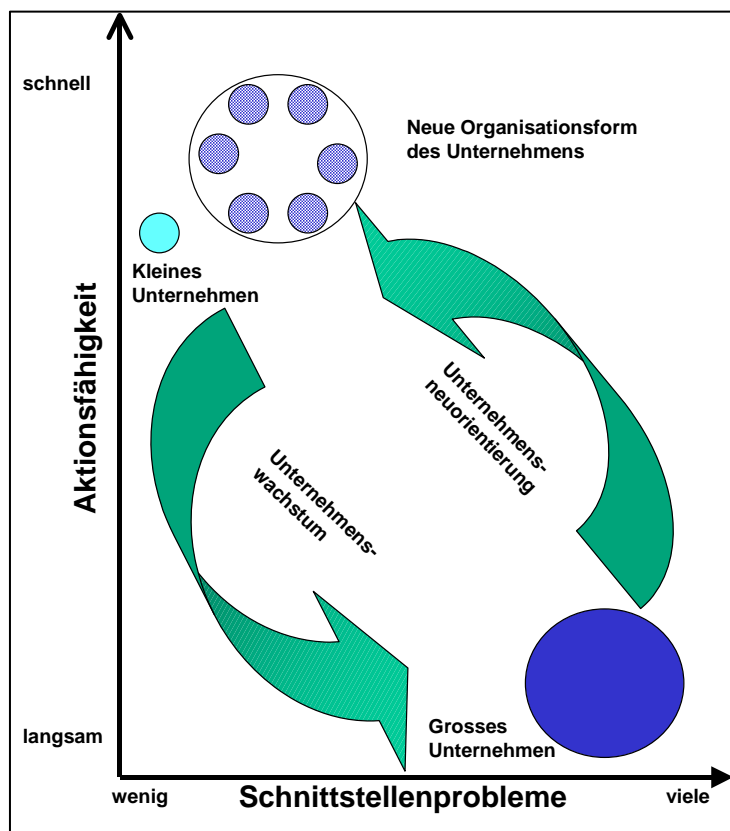 schnell
Neue Organisationsform
des Unternehmens
Kleines
Unternehmen
Aktionsfähigkeit
Unternehmens-
neuorientierung
Unternehmens-
wachstum
Grosses
Unternehmen
langsam
wenig
Schnittstellenprobleme
viele